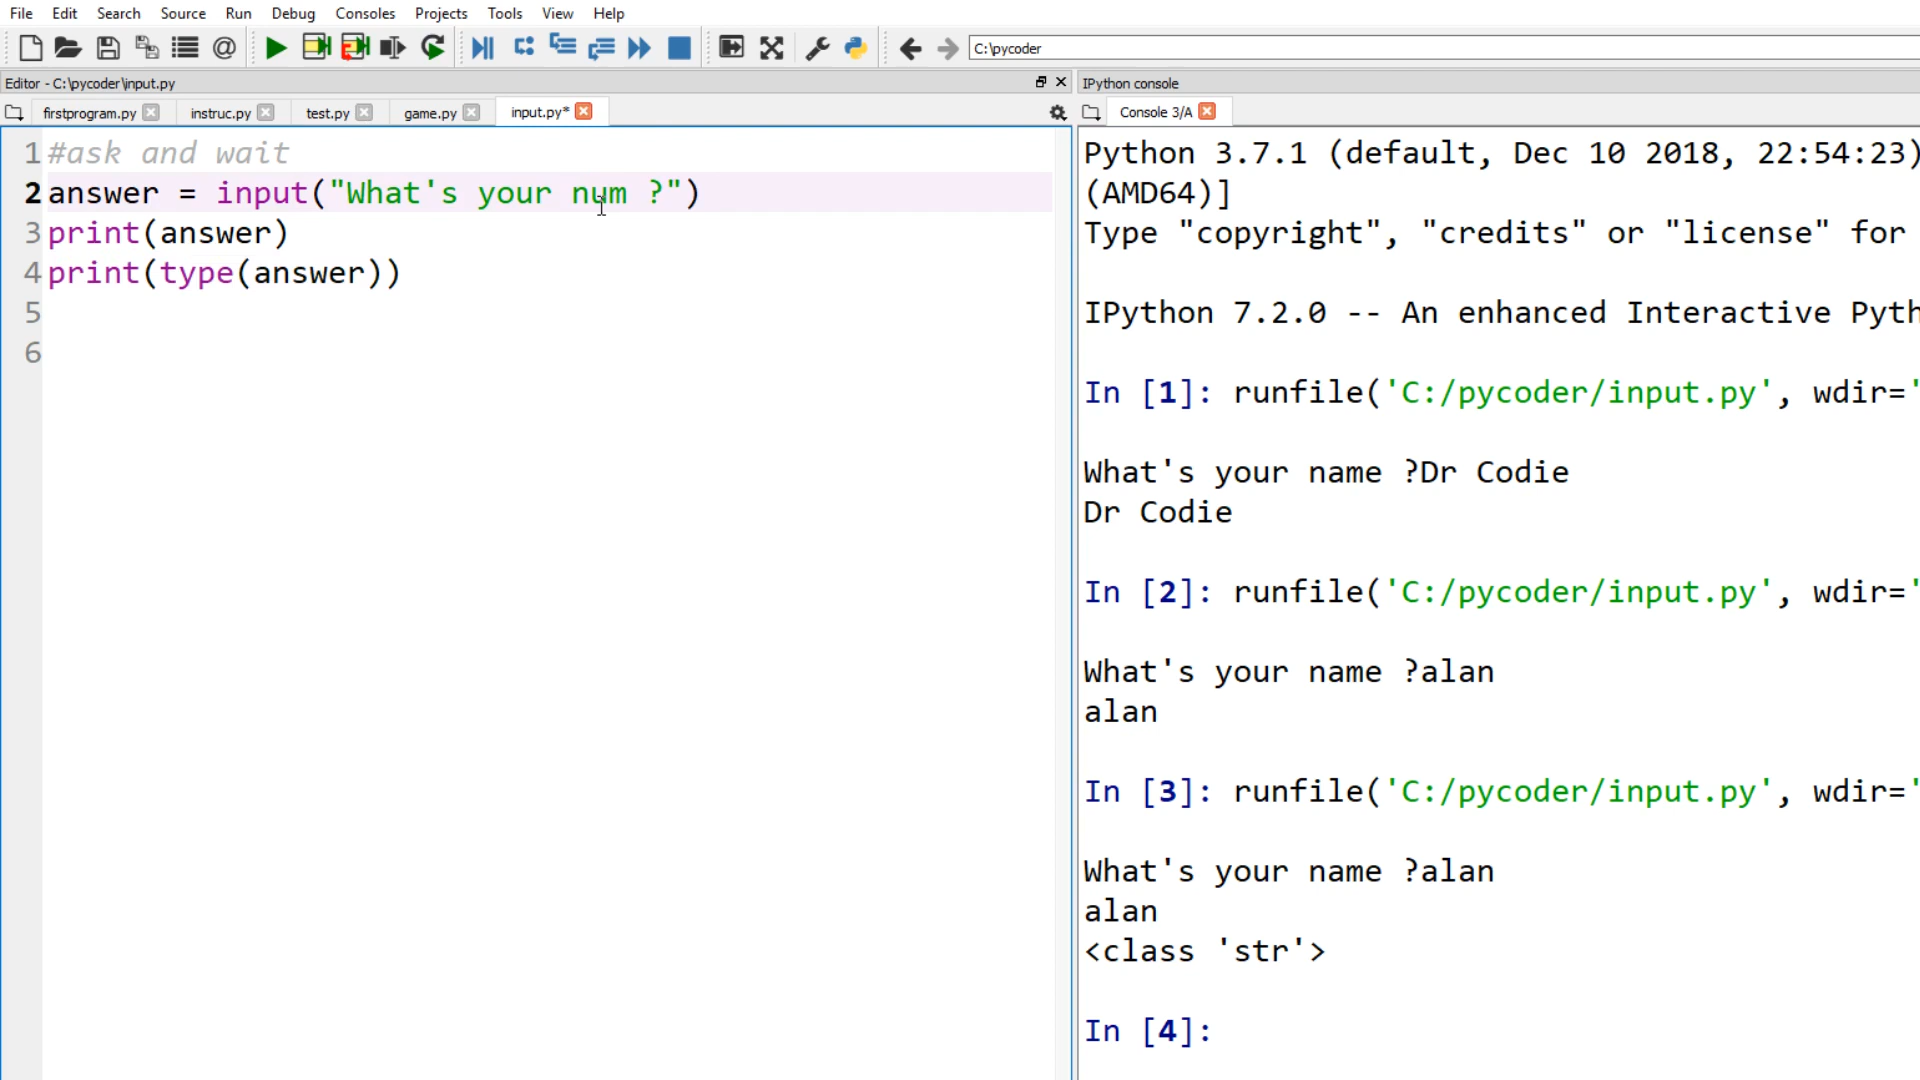 File Edit Search Source Run Debug Consoles Projects Tools View Help
C:\pycoder
Editor - C:\pycoder\input.py
IPython console
firstprogram.py instruc.py test.py game.py input.py*
Console 3/A
1 #ask and wait
2 answer = input("What's your num ?")
3 print(answer)
4 print(type(answer))
5
6
Python 3.7.1 (default, Dec 10 2018, 22:54:23)
(AMD64)]
Type "copyright", "credits" or "license" for
IPython 7.2.0 -- An enhanced Interactive Pyth
In [1]: runfile('C:/pycoder/input.py', wdir='
What's your name ?Dr Codie
Dr Codie
In [2]: runfile('C:/pycoder/input.py', wdir='
What's your name ?alan
alan
In [3]: runfile('C:/pycoder/input.py', wdir='
What's your name ?alan
alan
<class 'str'>
In [4]: